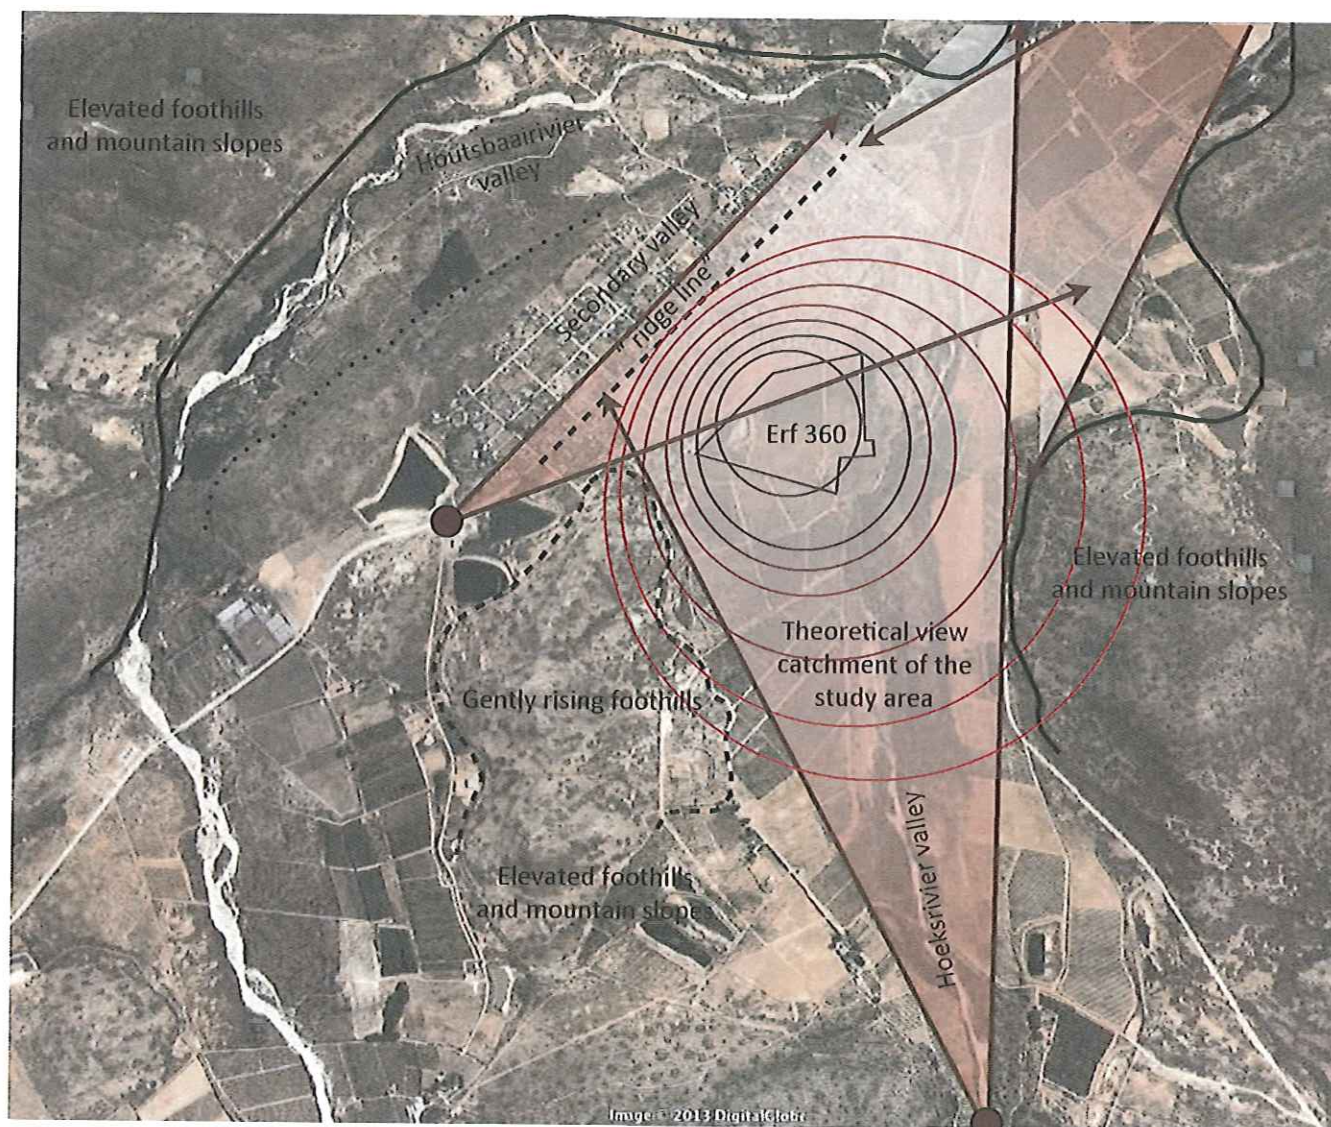 Elevated foothills
and mountain slopes
Houtsbaairivier
valley
Secondary valley
"ridge line"
Erf 360
Elevated foothills
and mountain slopes
Theoretical view
catchment of the
study area
Gently rising foothills
Hoeksrivier valley
Elevated foothills
and mountain slopes
Image © 2013 DigitalGlobe